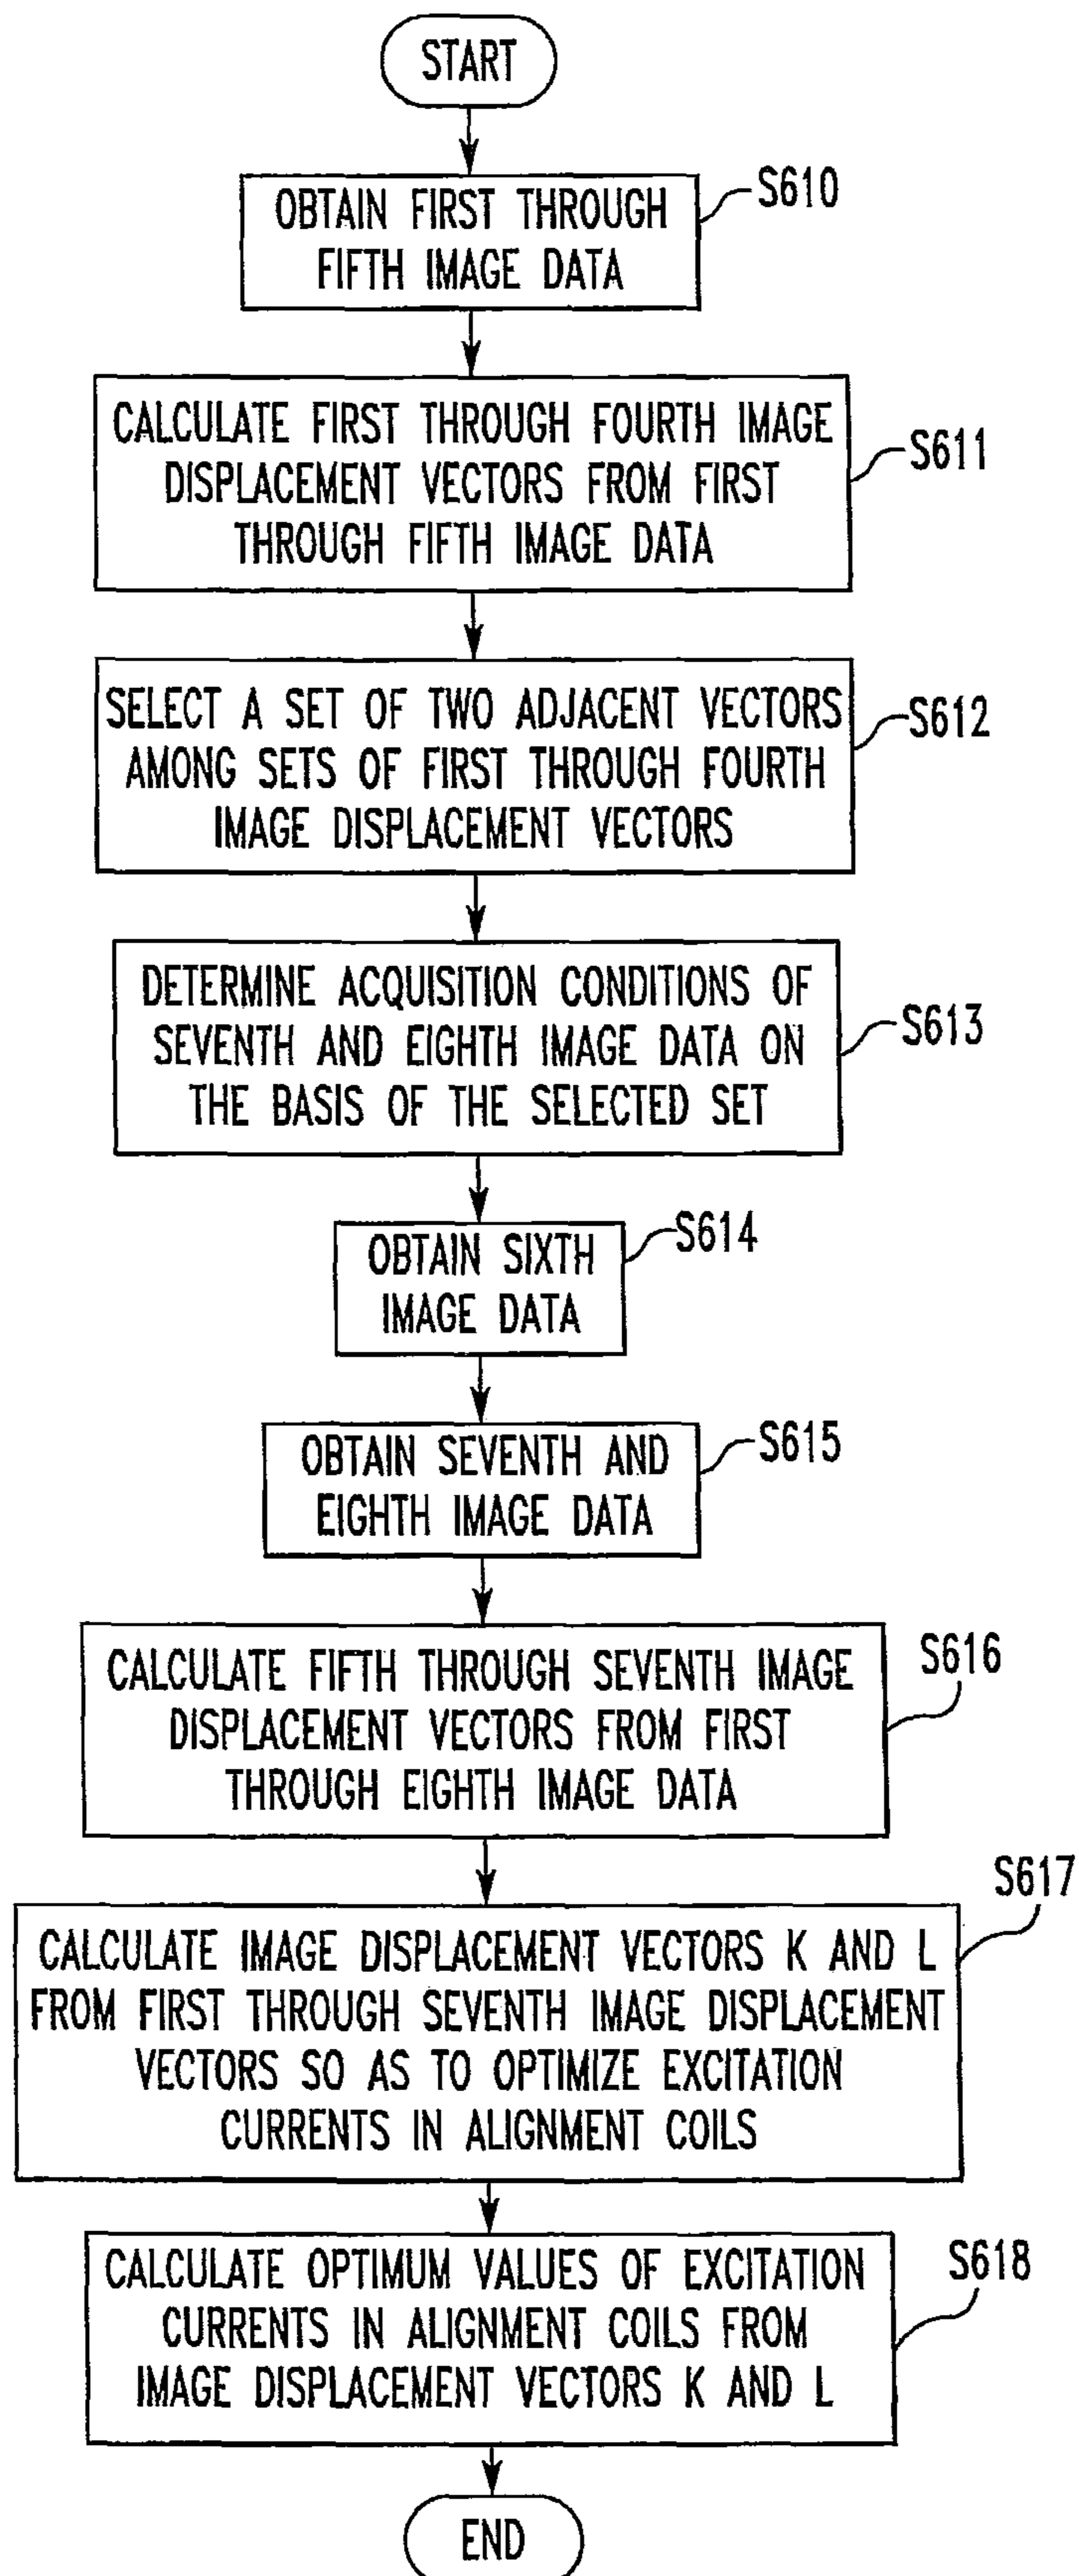 START
OBTAIN FIRST THROUGH
FIFTH IMAGE DATA
S610
CALCULATE FIRST THROUGH FOURTH IMAGE
DISPLACEMENT VECTORS FROM FIRST
THROUGH FIFTH IMAGE DATA
S611
SELECT A SET OF TWO ADJACENT VECTORS
AMONG SETS OF FIRST THROUGH FOURTH
IMAGE DISPLACEMENT VECTORS
S612
DETERMINE ACQUISITION CONDITIONS OF
SEVENTH AND EIGHTH IMAGE DATA ON
THE BASIS OF THE SELECTED SET
S613
OBTAIN SIXTH
IMAGE DATA
S614
OBTAIN SEVENTH AND
EIGHTH IMAGE DATA
S615
CALCULATE FIFTH THROUGH SEVENTH IMAGE
DISPLACEMENT VECTORS FROM FIRST
THROUGH EIGHTH IMAGE DATA
S616
CALCULATE IMAGE DISPLACEMENT VECTORS K AND L
FROM FIRST THROUGH SEVENTH IMAGE DISPLACEMENT
VECTORS SO AS TO OPTIMIZE EXCITATION
CURRENTS IN ALIGNMENT COILS
S617
CALCULATE OPTIMUM VALUES OF EXCITATION
CURRENTS IN ALIGNMENT COILS FROM
IMAGE DISPLACEMENT VECTORS K AND L
S618
END